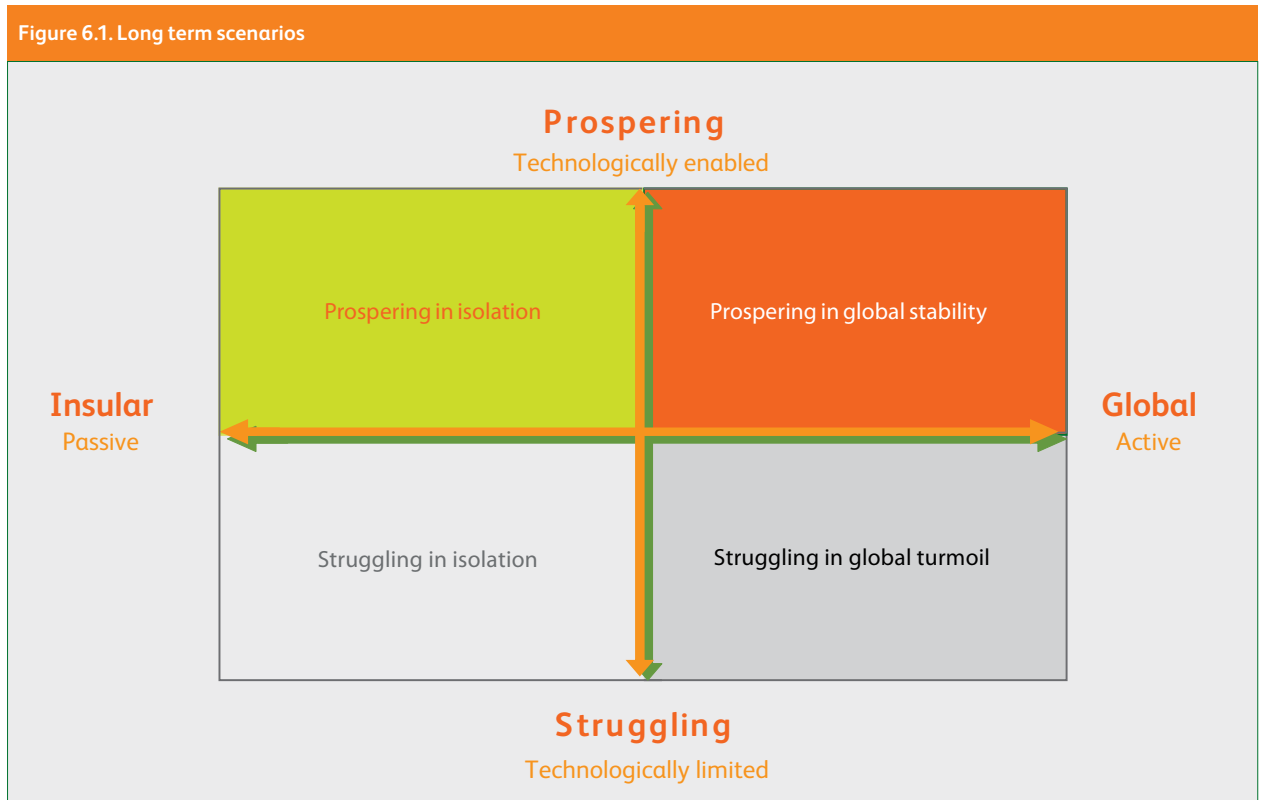 Figure 6.1. Long term scenarios
Prospering
Technologically enabled
Prospering in isolation
Prospering in global stability
Insular
Passive
Global
Active
Struggling in isolation
Struggling in global turmoil
Struggling
Technologically limited